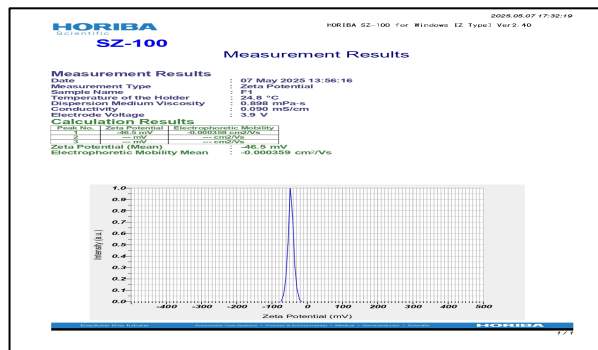 2025.05.07 17:32:19
HORIBA
Scientific
HORIBA SZ-100 for Windows [Z Type] Ver2.40
SZ-100
Measurement Results
Measurement Results
Date : 07 May 2025 13:56:16
Measurement Type : Zeta Potential
Sample Name : F1
Temperature of the Holder : 24.8 °C
Dispersion Medium Viscosity : 0.898 mPa·s
Conductivity : 0.090 mS/cm
Electrode Voltage : 3.9 V
Calculation Results
Peak No. Zeta Potential Electrophoretic Mobility
1 -46.5 mV -0.000359 cm2/Vs
2 --- mV --- cm2/Vs
3 --- mV --- cm2/Vs
Zeta Potential (Mean) : -46.5 mV
Electrophoretic Mobility Mean : -0.000359 cm²/Vs
Intensity (a.u.)
1.0
0.9
0.8
0.7
0.6
0.5
0.4
0.3
0.2
0.1
0.0
-400 -300 -200 -100 0 100 200 300 400 500
Zeta Potential (mV)
Explore the future
HORIBA
1 / 1